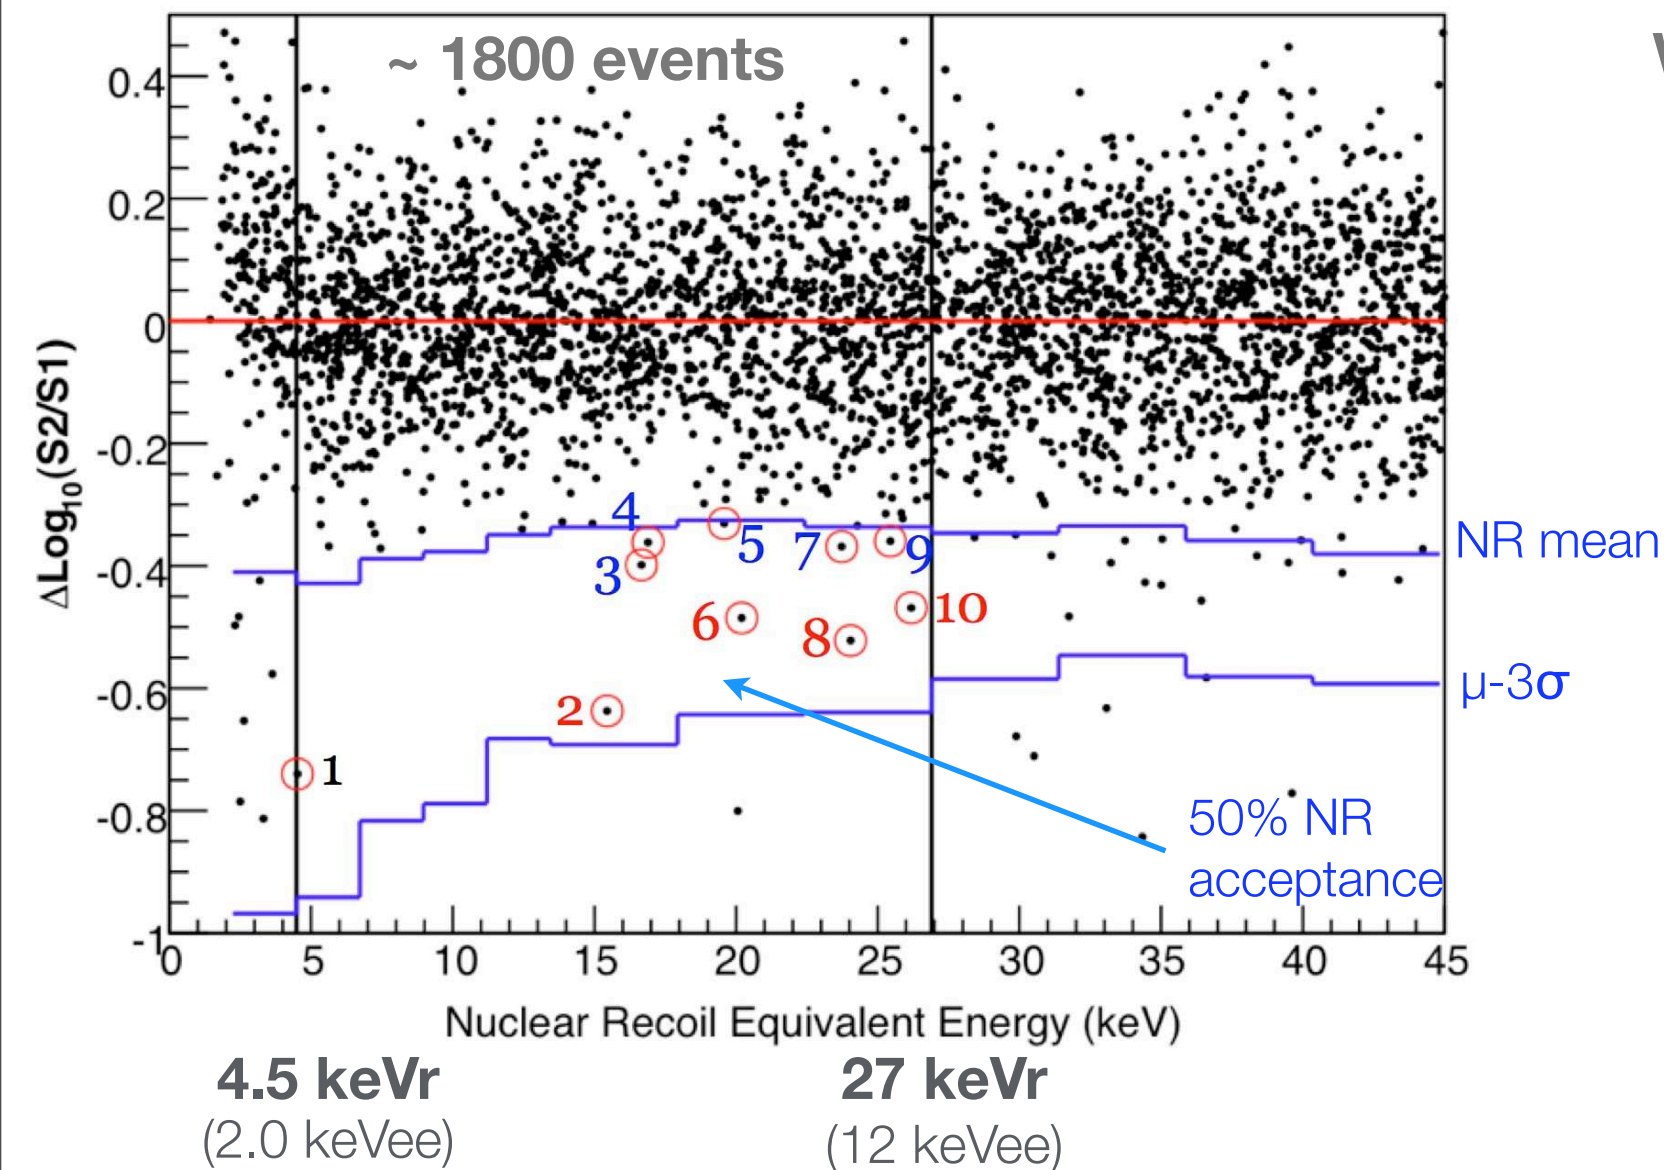 ~ 1800 events
0.4
0.2
0
-0.2
-0.4
-0.6
-0.8
-1
ΔLog10(S2/S1)
4
3
5
7
9
6
8
10
2
1
NR mean
μ-3σ
50% NR
acceptance
0 5 10 15 20 25 30 35 40 45
Nuclear Recoil Equivalent Energy (keV)
4.5 keVr
(2.0 keVee)
27 keVr
(12 keVee)